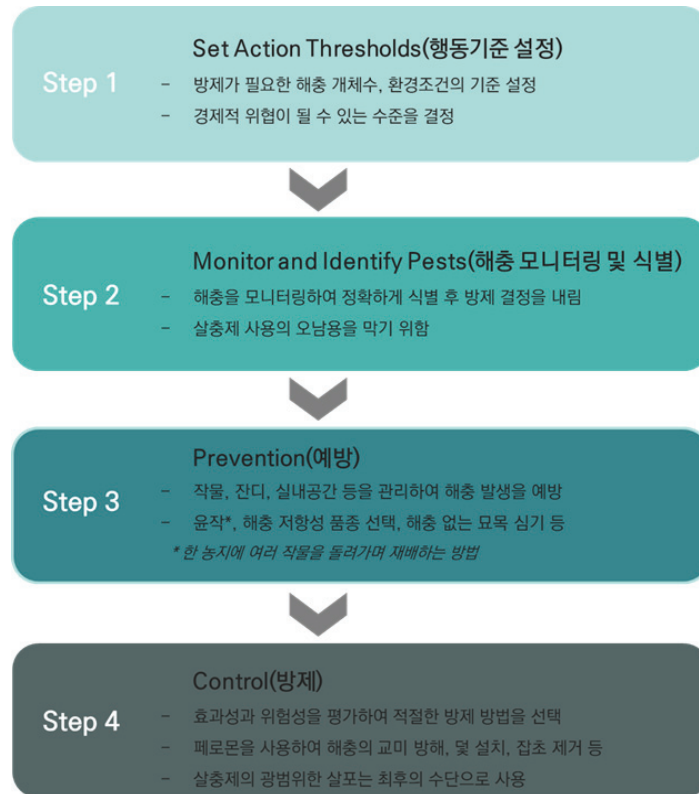 Step 1
Set Action Thresholds(행동기준 설정)
- 방제가 필요한 해충 개체수, 환경조건의 기준 설정
- 경제적 위협이 될 수 있는 수준을 결정
Step 2
Monitor and Identify Pests(해충 모니터링 및 식별)
- 해충을 모니터링하여 정확하게 식별 후 방제 결정을 내림
- 살충제 사용의 오남용을 막기 위함
Step 3
Prevention(예방)
- 작물, 잔디, 실내공간 등을 관리하여 해충 발생을 예방
- 윤작*, 해충 저항성 품종 선택, 해충 없는 묘목 심기 등
* 한 농지에 여러 작물을 돌려가며 재배하는 방법
Step 4
Control(방제)
- 효과성과 위험성을 평가하여 적절한 방제 방법을 선택
- 페로몬을 사용하여 해충의 교미 방해, 덫 설치, 잡초 제거 등
- 살충제의 광범위한 살포는 최후의 수단으로 사용